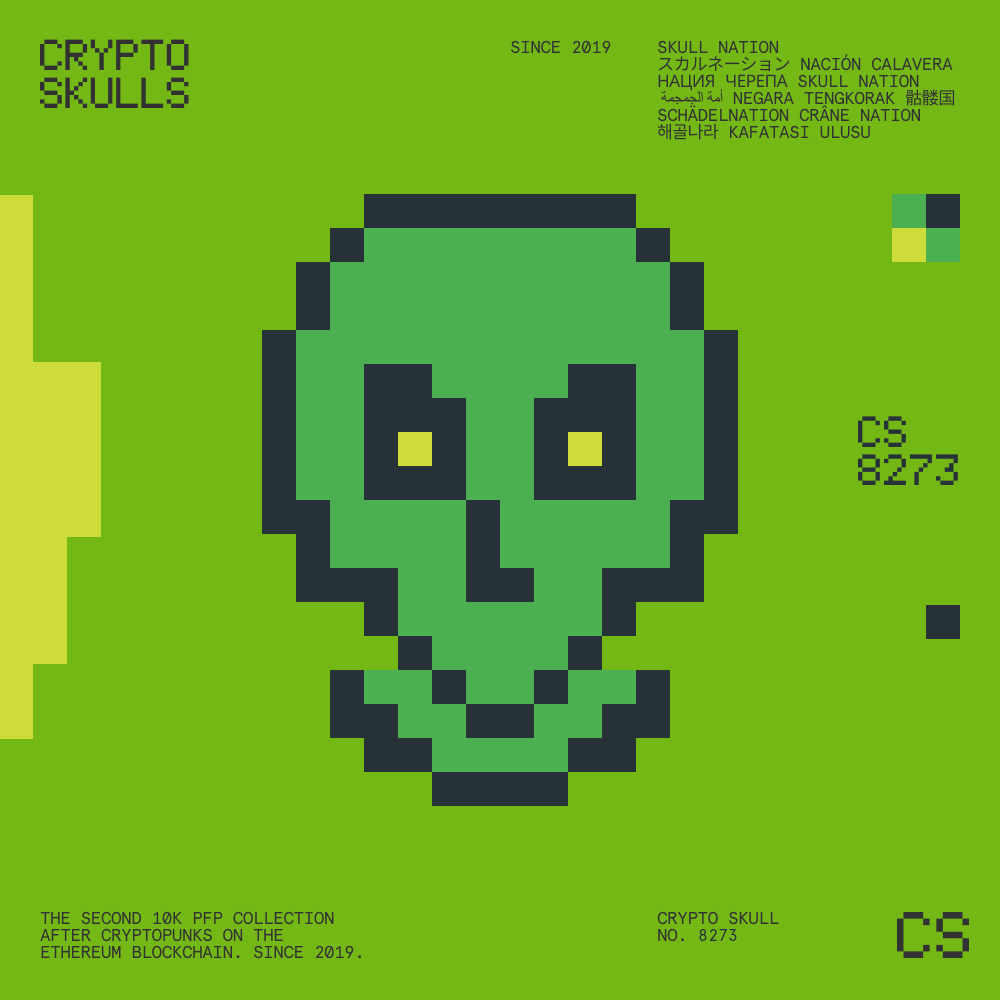 CRYPTO
SKULLS
SINCE 2019
SKULL NATION
スカルネーション NACIÓN CALAVERA
НАЦИЯ ЧЕРЕПА SKULL NATION
أمة الجمجمة NEGARA TENGKORAK 骷髅国
SCHÄDELNATION CRÂNE NATION
해골나라 KAFATASI ULUSU
CS
8273
THE SECOND 10K PFP COLLECTION
AFTER CRYPTOPUNKS ON THE
ETHEREUM BLOCKCHAIN. SINCE 2019.
CRYPTO SKULL
NO. 8273
CS